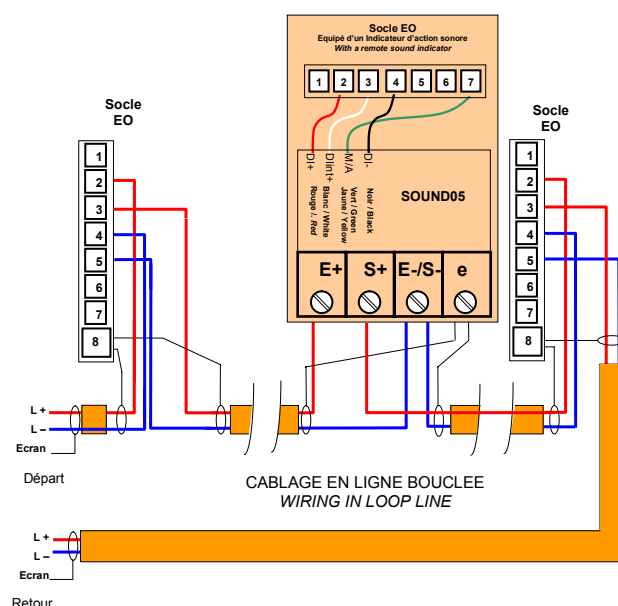 Socle EO
Equipé d'un Indicateur d'action sonore
With a remote sound indicator
1 2 3 4 5 6 7
Socle
EO
1
2
3
4
5
6
7
8
DI+
DIint+
M/A
DI-
Rouge /. Red
Blanc / White
Vert / Green
Jaune / Yellow
Noir / Black
SOUND05
E+ S+ E-/S- e
Socle
EO
1
2
3
4
5
6
7
8
L +
L –
Ecran
Départ
CABLAGE EN LIGNE BOUCLEE
WIRING IN LOOP LINE
L +
L –
Ecran
Retour